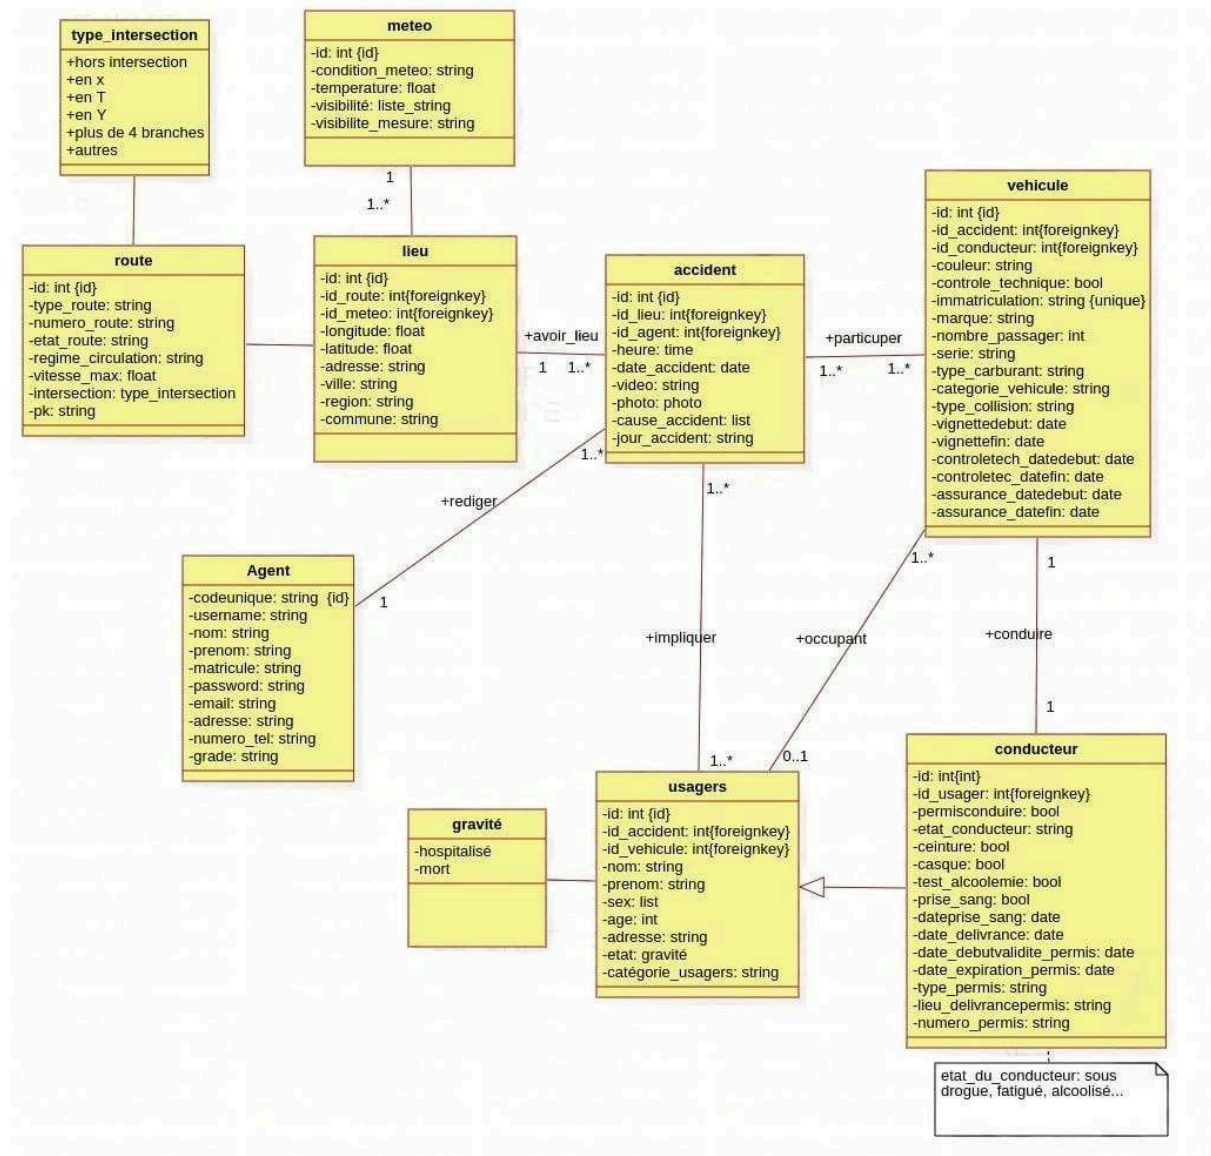 type_intersection
+hors intersection
+en x
+en T
+en Y
+plus de 4 branches
+autres
meteo
-id: int {id}
-condition_meteo: string
-temperature: float
-visibilité: liste_string
-visibilite_mesure: string
1
1..*
route
-id: int {id}
-type_route: string
-numero_route: string
-etat_route: string
-regime_circulation: string
-vitesse_max: float
-intersection: type_intersection
-pk: string
lieu
-id: int {id}
-id_route: int{foreignkey}
-id_meteo: int{foreignkey}
-longitude: float
-latitude: float
-adresse: string
-ville: string
-region: string
-commune: string
+avoir_lieu
1 1..*
accident
-id: int {id}
-id_lieu: int{foreignkey}
-id_agent: int{foreignkey}
-heure: time
-date_accident: date
-video: string
-photo: photo
-cause_accident: list
-jour_accident: string
+particuper
1..* 1..*
vehicule
-id: int {id}
-id_accident: int{foreignkey}
-id_conducteur: int{foreignkey}
-couleur: string
-controle_technique: bool
-immatriculation: string {unique}
-marque: string
-nombre_passager: int
-serie: string
-type_carburant: string
-categorie_vehicule: string
-type_collision: string
-vignettedebut: date
-vignettefin: date
-controletech_datedebut: date
-controletec_datefin: date
-assurance_datedebut: date
-assurance_datefin: date
1..*
+rediger
1
Agent
-codeunique: string {id}
-username: string
-nom: string
-prenom: string
-matricule: string
-password: string
-email: string
-adresse: string
-numero_tel: string
-grade: string
1..*
+impliquer
1..*
1..*
+occupant
0..1
1
+conduire
1
gravité
-hospitalisé
-mort
usagers
-id: int {id}
-id_accident: int{foreignkey}
-id_vehicule: int{foreignkey}
-nom: string
-prenom: string
-sex: list
-age: int
-adresse: string
-etat: gravité
-catégorie_usagers: string
conducteur
-id: int{int}
-id_usager: int{foreignkey}
-permisconduire: bool
-etat_conducteur: string
-ceinture: bool
-casque: bool
-test_alcoolemie: bool
-prise_sang: bool
-dateprise_sang: date
-date_delivrance: date
-date_debutvalidite_permis: date
-date_expiration_permis: date
-type_permis: string
-lieu_delivrancepermis: string
-numero_permis: string
etat_du_conducteur: sous
drogue, fatigué, alcoolisé...